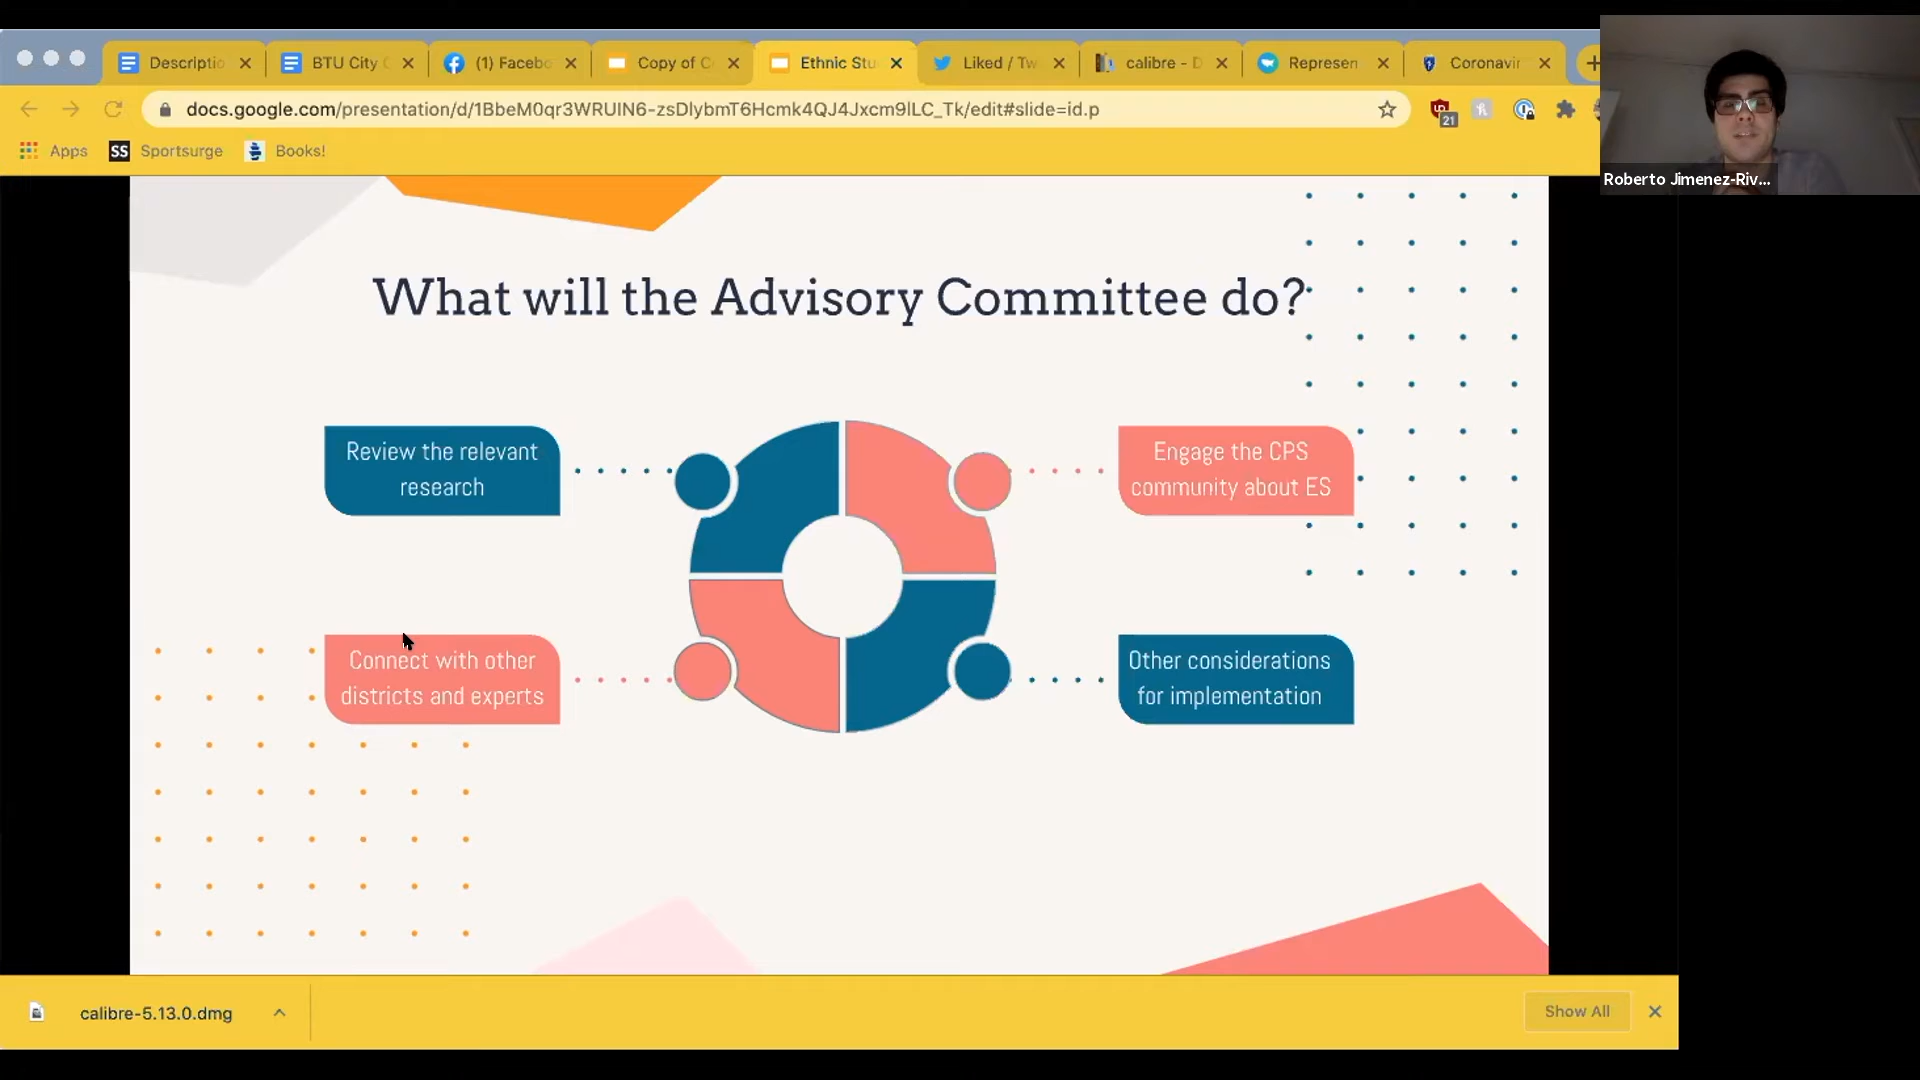 Descriptio
BTU City
(1) Facebo
Copy of C
Ethnic Stu
Liked / Tw
calibre - D
Represen
Coronavir
docs.google.com/presentation/d/1BbeM0qr3WRUIN6-zsDlybmT6Hcmk4QJ4Jxcm9lLC_Tk/edit#slide=id.p
21
Apps
SS
Sportsurge
Books!
Roberto Jimenez-Riv...
What will the Advisory Committee do?
Review the relevant
research
Engage the CPS
community about ES
Connect with other
districts and experts
Other considerations
for implementation
calibre-5.13.0.dmg
Show All